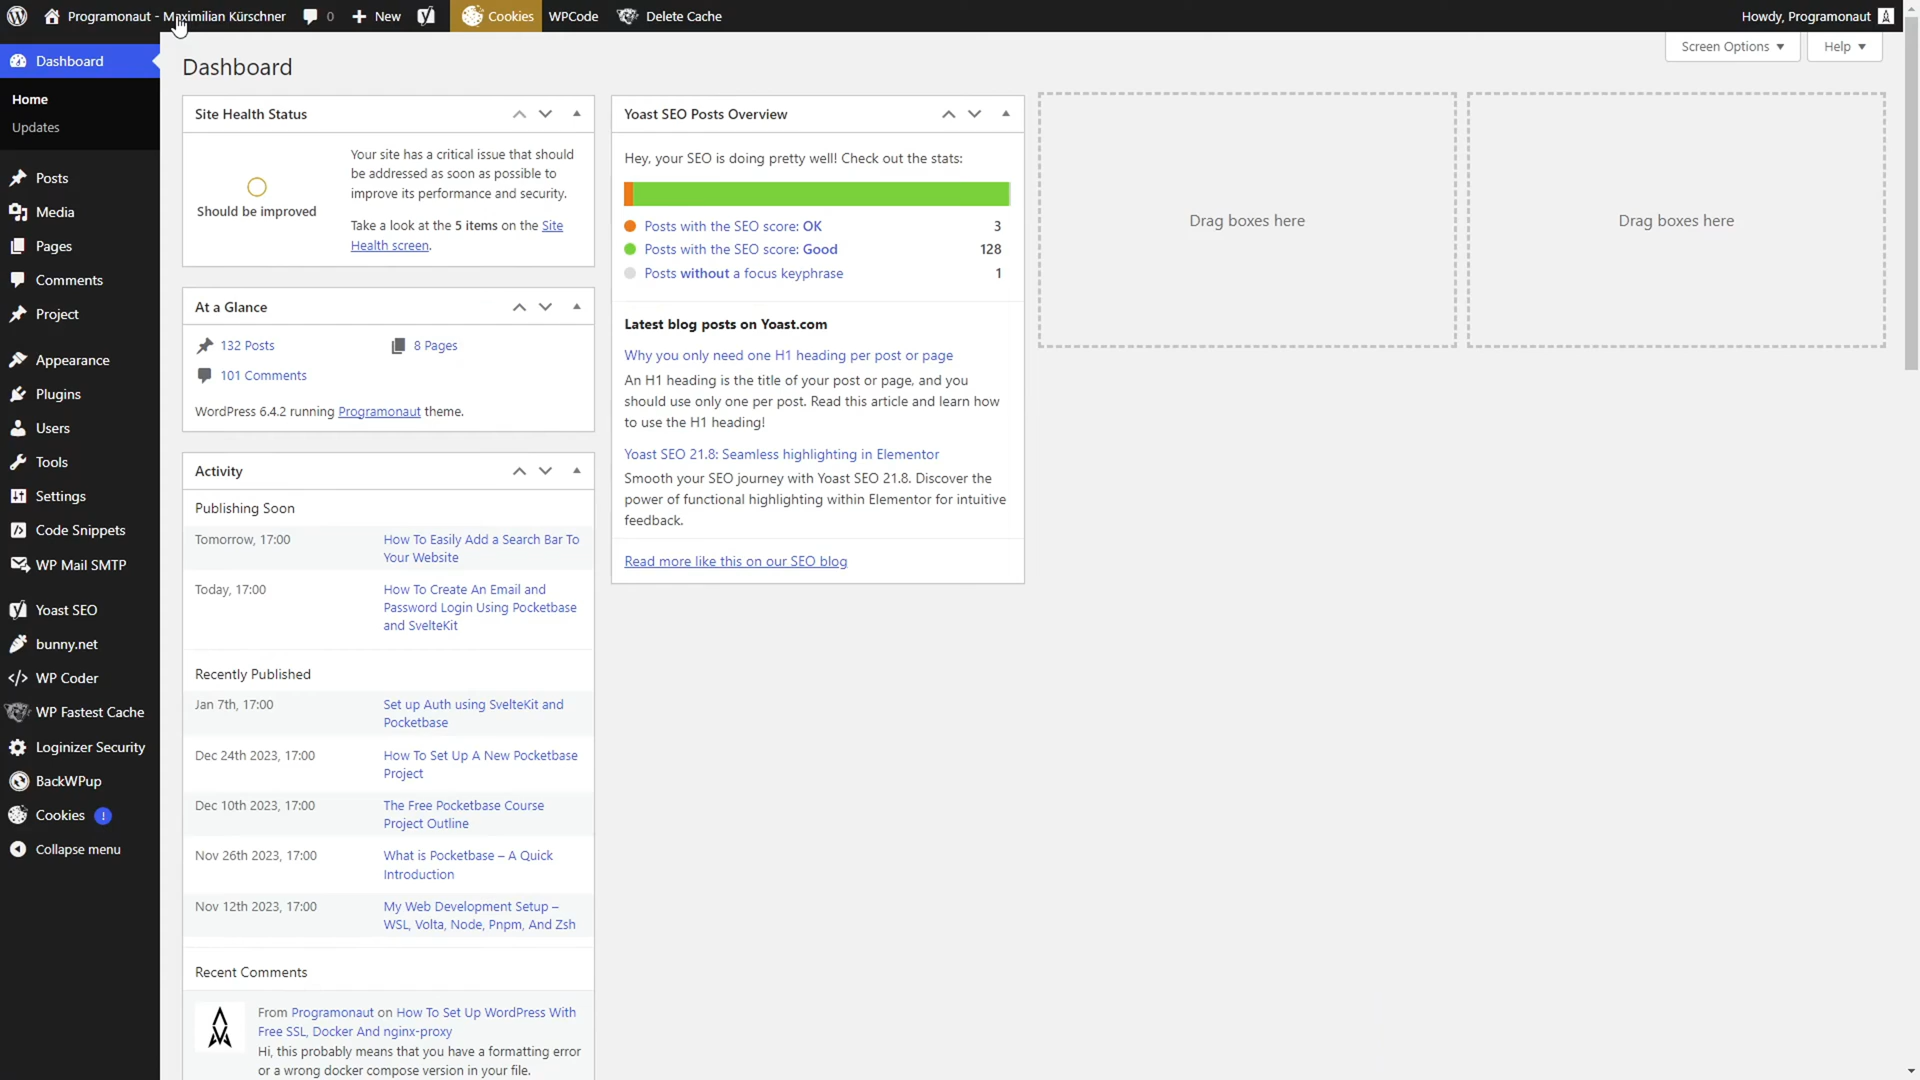 Programonaut - Maximilian Kürschner 0 New Cookies WPCode Delete Cache Howdy, Programonaut
Screen Options Help
Dashboard
Home
Updates
Posts
Media
Pages
Comments
Project
Appearance
Plugins
Users
Tools
Settings
Code Snippets
WP Mail SMTP
Yoast SEO
bunny.net
WP Coder
WP Fastest Cache
Loginizer Security
BackWPup
Cookies !
Collapse menu
Dashboard
Site Health Status
Should be improved
Your site has a critical issue that should
be addressed as soon as possible to
improve its performance and security.
Take a look at the 5 items on the Site
Health screen.
At a Glance
132 Posts 8 Pages
101 Comments
WordPress 6.4.2 running Programonaut theme.
Activity
Publishing Soon
Tomorrow, 17:00 How To Easily Add a Search Bar To
Your Website
Today, 17:00 How To Create An Email and
Password Login Using Pocketbase
and SvelteKit
Recently Published
Jan 7th, 17:00 Set up Auth using SvelteKit and
Pocketbase
Dec 24th 2023, 17:00 How To Set Up A New Pocketbase
Project
Dec 10th 2023, 17:00 The Free Pocketbase Course
Project Outline
Nov 26th 2023, 17:00 What is Pocketbase – A Quick
Introduction
Nov 12th 2023, 17:00 My Web Development Setup –
WSL, Volta, Node, Pnpm, And Zsh
Recent Comments
From Programonaut on How To Set Up WordPress With
Free SSL, Docker And nginx-proxy
Hi, this probably means that you have a formatting error
or a wrong docker compose version in your file.
Yoast SEO Posts Overview
Hey, your SEO is doing pretty well! Check out the stats:
Posts with the SEO score: OK 3
Posts with the SEO score: Good 128
Posts without a focus keyphrase 1
Latest blog posts on Yoast.com
Why you only need one H1 heading per post or page
An H1 heading is the title of your post or page, and you
should use only one per post. Read this article and learn how
to use the H1 heading!
Yoast SEO 21.8: Seamless highlighting in Elementor
Smooth your SEO journey with Yoast SEO 21.8. Discover the
power of functional highlighting within Elementor for intuitive
feedback.
Read more like this on our SEO blog
Drag boxes here
Drag boxes here